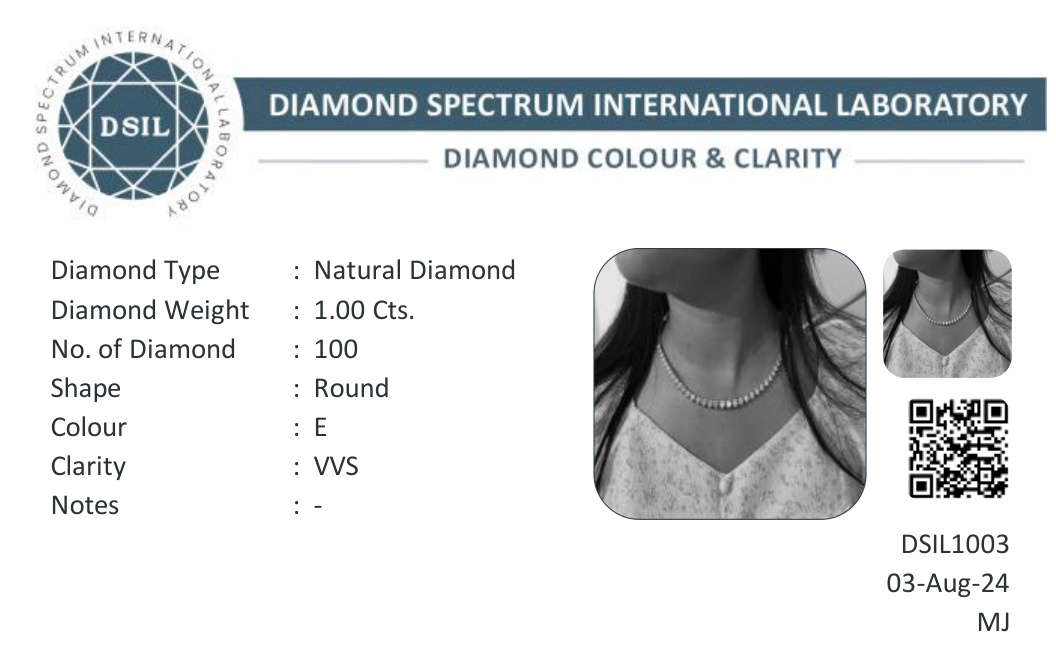 DIAMOND SPECTRUM INTERNATIONAL LABORATORY
DSIL
DIAMOND SPECTRUM INTERNATIONAL LABORATORY
DIAMOND COLOUR & CLARITY
Diamond Type : Natural Diamond
Diamond Weight : 1.00 Cts.
No. of Diamond : 100
Shape : Round
Colour : E
Clarity : VVS
Notes : -
DSIL1003
03-Aug-24
MJ